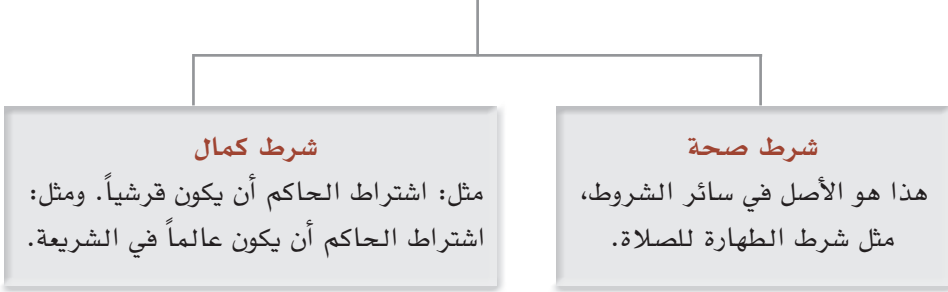 شرط صحة
هذا هو الأصل في سائر الشروط،
مثل شرط الطهارة للصلاة.
شرط كمال
مثل: اشتراط الحاكم أن يكون قرشياً. ومثل:
اشتراط الحاكم أن يكون عالماً في الشريعة.